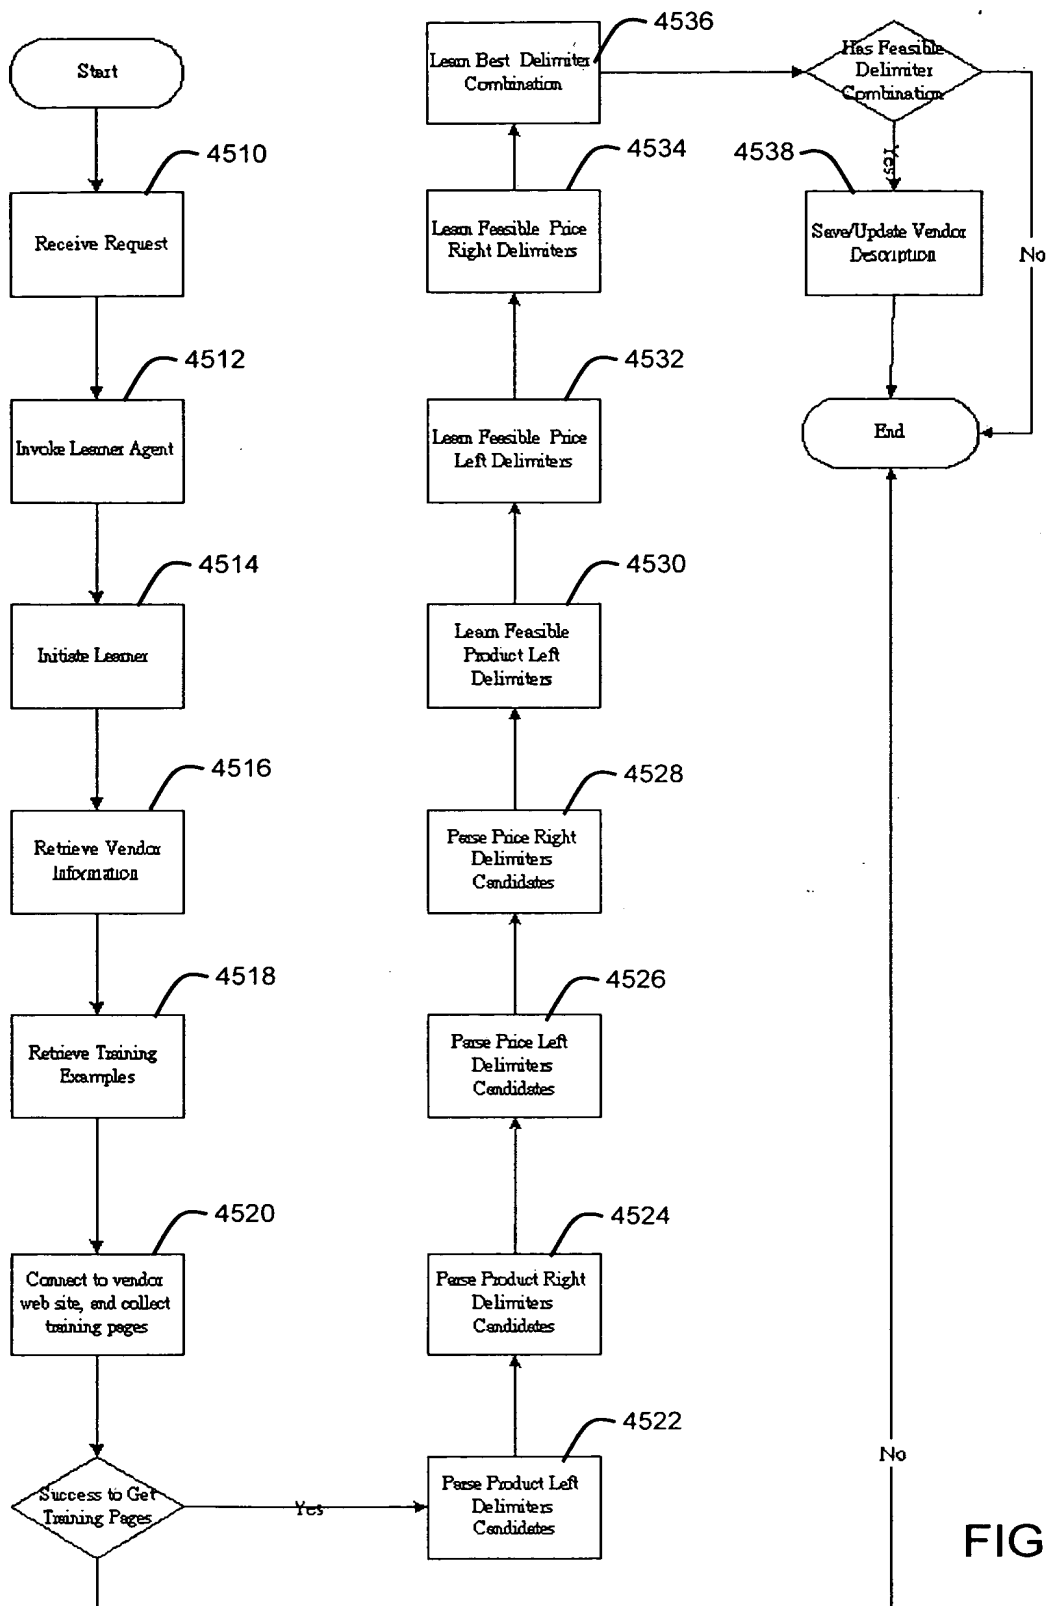 Start
4510
Receive Request
4512
Invoke Learner Agent
4514
Initiate Learner
4516
Retrieve Vendor
Information
4518
Retrieve Training
Examples
4520
Connect to vendor
web site, and collect
training pages
Success to Get
Training Pages
Yes
4522
Parse Product Left
Delimiters
Candidates
4524
Parse Product Right
Delimiters
Candidates
4526
Parse Price Left
Delimiters
Candidates
4528
Parse Price Right
Delimiters
Candidates
4530
Learn Feasible
Product Left
Delimiters
4532
Learn Feasible Price
Left Delimiters
4534
Learn Feasible Price
Right Delimiters
4536
Learn Best Delimiter
Combination
Has Feasible
Delimiter
Combination
Yes
No
4538
Save/Update Vendor
Description
End
No
FIG